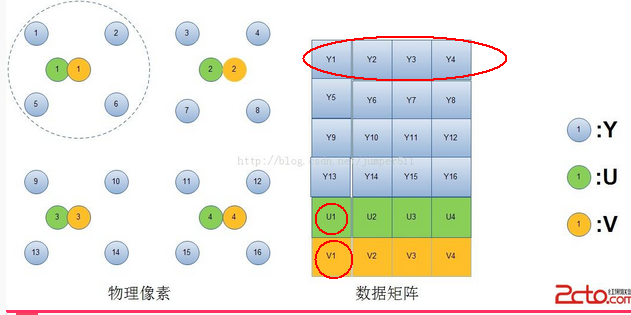 1 2 3 4
1 1 2 2
5 6 7 8
9 10 11 12
3 3 4 4
13 14 15 16
物理像素
Y1 Y2 Y3 Y4
Y5 Y6 Y7 Y8
Y9 Y10 Y11 Y12
Y13 Y14 Y15 Y16
U1 U2 U3 U4
V1 V2 V3 V4
数据矩阵
1 :Y
1 :U
1 :V
2cto.com